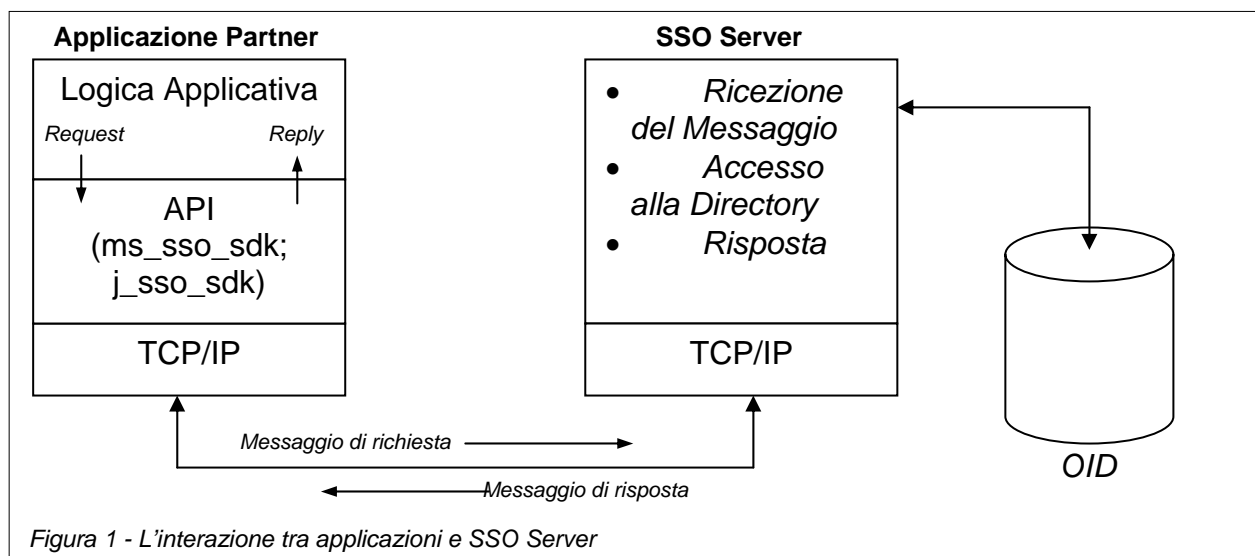 Applicazione Partner
Logica Applicativa
Request
Reply
API
(ms_sso_sdk;
j_sso_sdk)
TCP/IP
SSO Server
• Ricezione
del Messaggio
• Accesso
alla Directory
• Risposta
TCP/IP
OID
Messaggio di richiesta
Messaggio di risposta
Figura 1 - L'interazione tra applicazioni e SSO Server